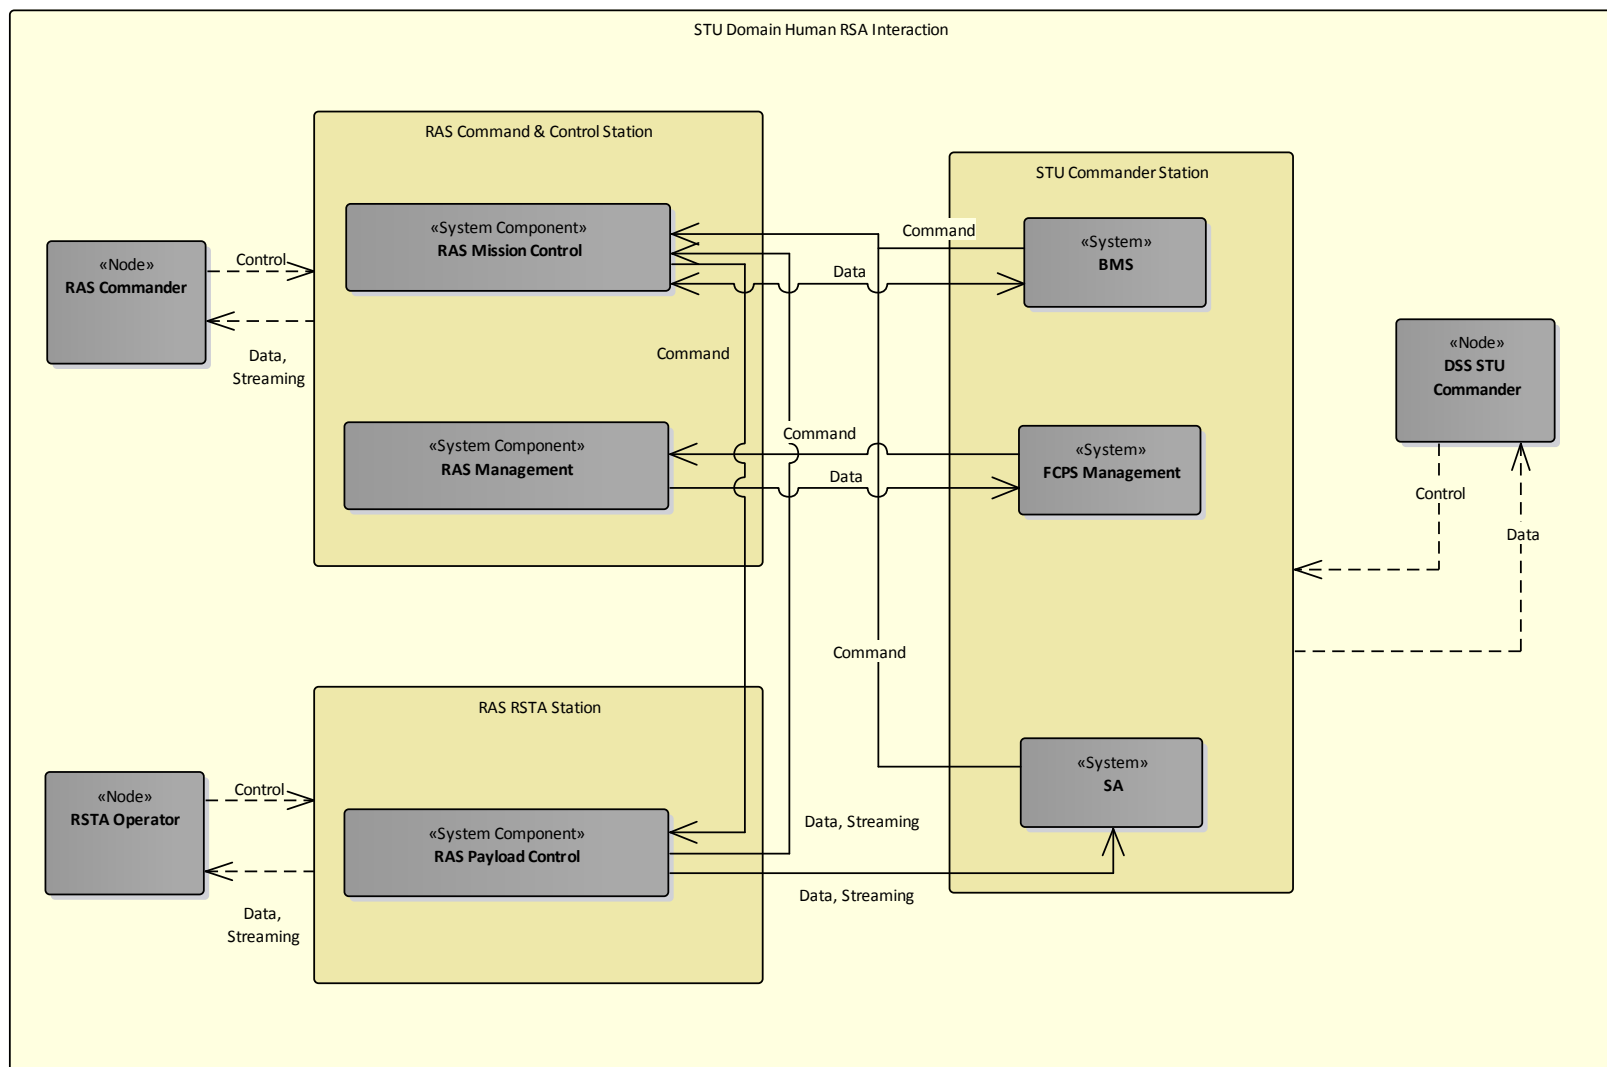 STU Domain Human RSA Interaction
RAS Command & Control Station
«System Component»
RAS Mission Control
«Node»
RAS Commander
Control
Data,
Streaming
Command
«System Component»
RAS Management
STU Commander Station
Command
«System»
BMS
Data
Command
«System»
FCPS Management
Data
«Node»
DSS STU
Commander
Control
Data
Command
RAS RSTA Station
«System»
SA
«Node»
RSTA Operator
Control
«System Component»
RAS Payload Control
Data, Streaming
Data, Streaming
Data,
Streaming